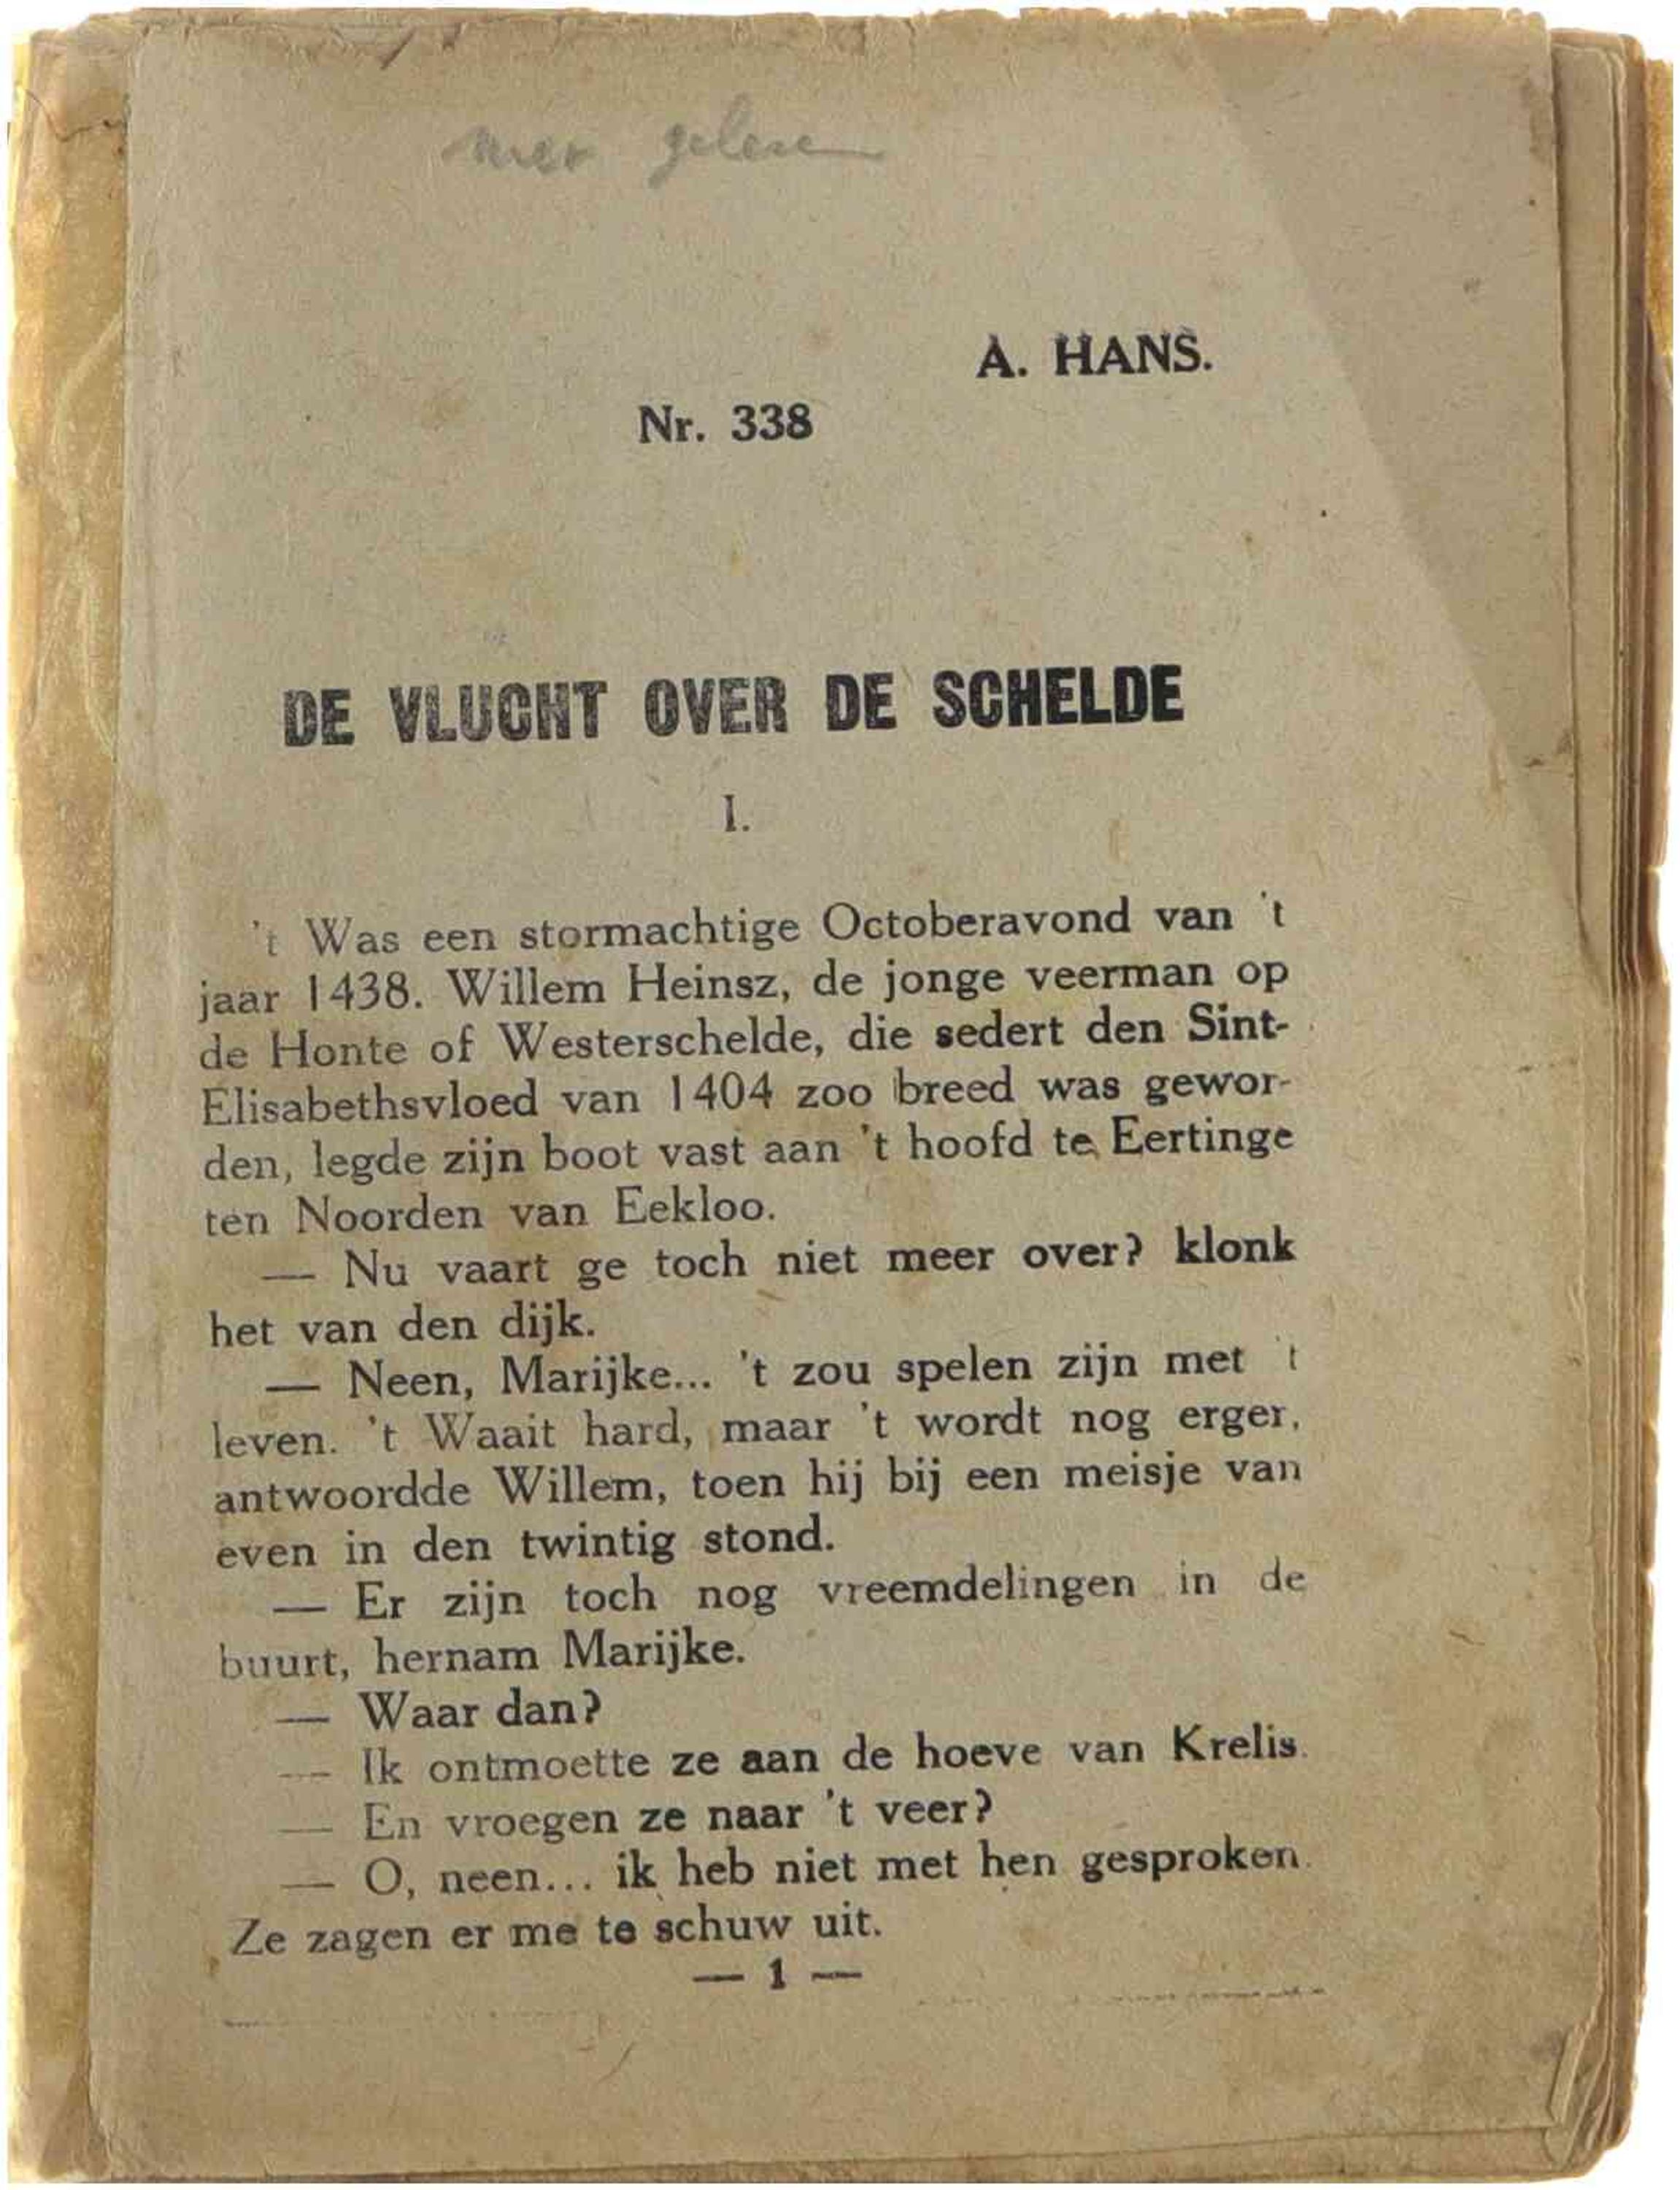 gelesen
A. HANS.
Nr. 338
DE VLUCHT OVER DE SCHELDE
I.
't Was een stormachtige Octoberavond van 't
jaar 1438. Willem Heinsz, de jonge veerman op
de Honte of Westerschelde, die sedert den Sint-
Elisabethsvloed van 1404 zoo breed was gewor-
den, legde zijn boot vast aan 't hoofd te Eertinge
ten Noorden van Eekloo.
— Nu vaart ge toch niet meer over? klonk
het van den dijk.
— Neen, Marijke... 't zou spelen zijn met 't
leven. 't Waait hard, maar 't wordt nog erger,
antwoordde Willem, toen hij bij een meisje van
even in den twintig stond.
— Er zijn toch nog vreemdelingen in de
buurt, hernam Marijke.
— Waar dan?
— Ik ontmoette ze aan de hoeve van Krelis.
— En vroegen ze naar 't veer?
— O, neen... ik heb niet met hen gesproken.
Ze zagen er me te schuw uit.
— 1 —